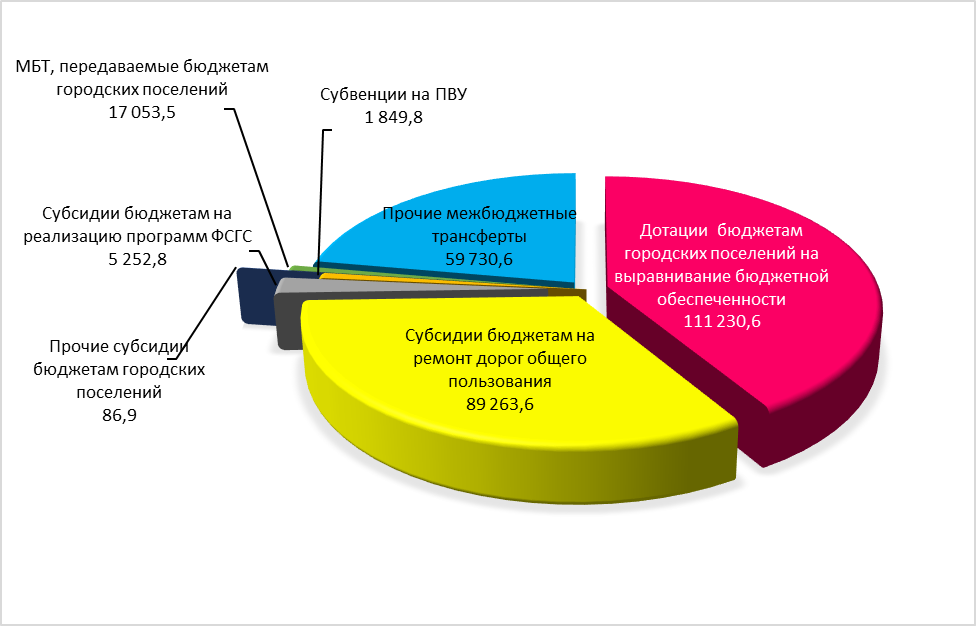 МБТ, передаваемые бюджетам
городских поселений
17 053,5
Субвенции на ПВУ
1 849,8
Субсидии бюджетам на
реализацию программ ФСГС
5 252,8
Прочие межбюджетные
трансферты
59 730,6
Дотации  бюджетам
городских поселений на
выравнивание бюджетной
обеспеченности
111 230,6
Прочие субсидии
бюджетам городских
поселений
86,9
Субсидии бюджетам на
ремонт дорог общего
пользования
89 263,6